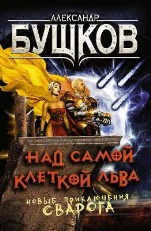 АЛЕКСАНДР
БУШКОВ
НАД САМОЙ
КЛЕТКОЙ ЛЬВА
НОВЫЕ ПРИКЛЮЧЕНИЯ
СВАРОГА